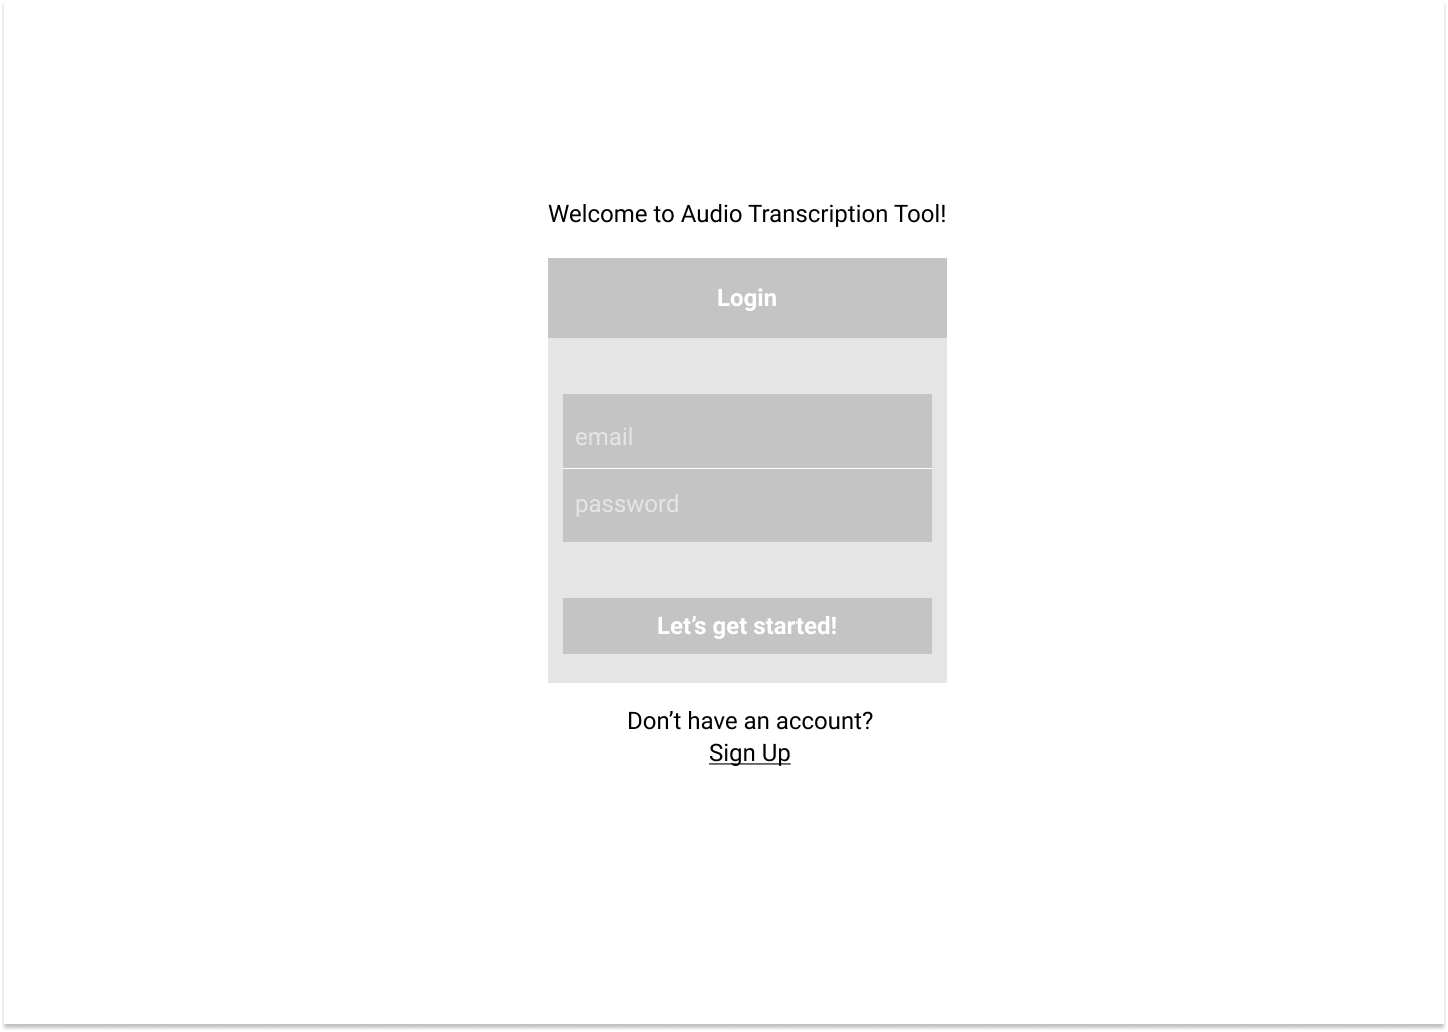 Welcome to Audio Transcription Tool!
Login
email
password
Let’s get started!
Don’t have an account?
Sign Up